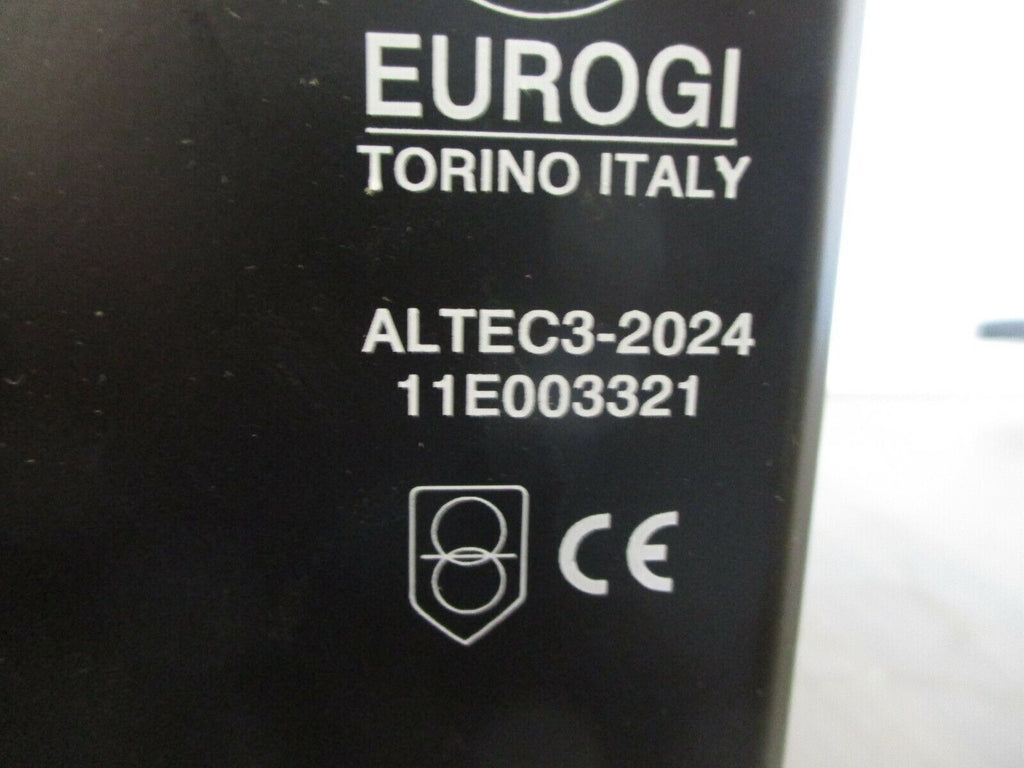 EUROGI
TORINO ITALY
ALTEC3-2024
11E003321
CE